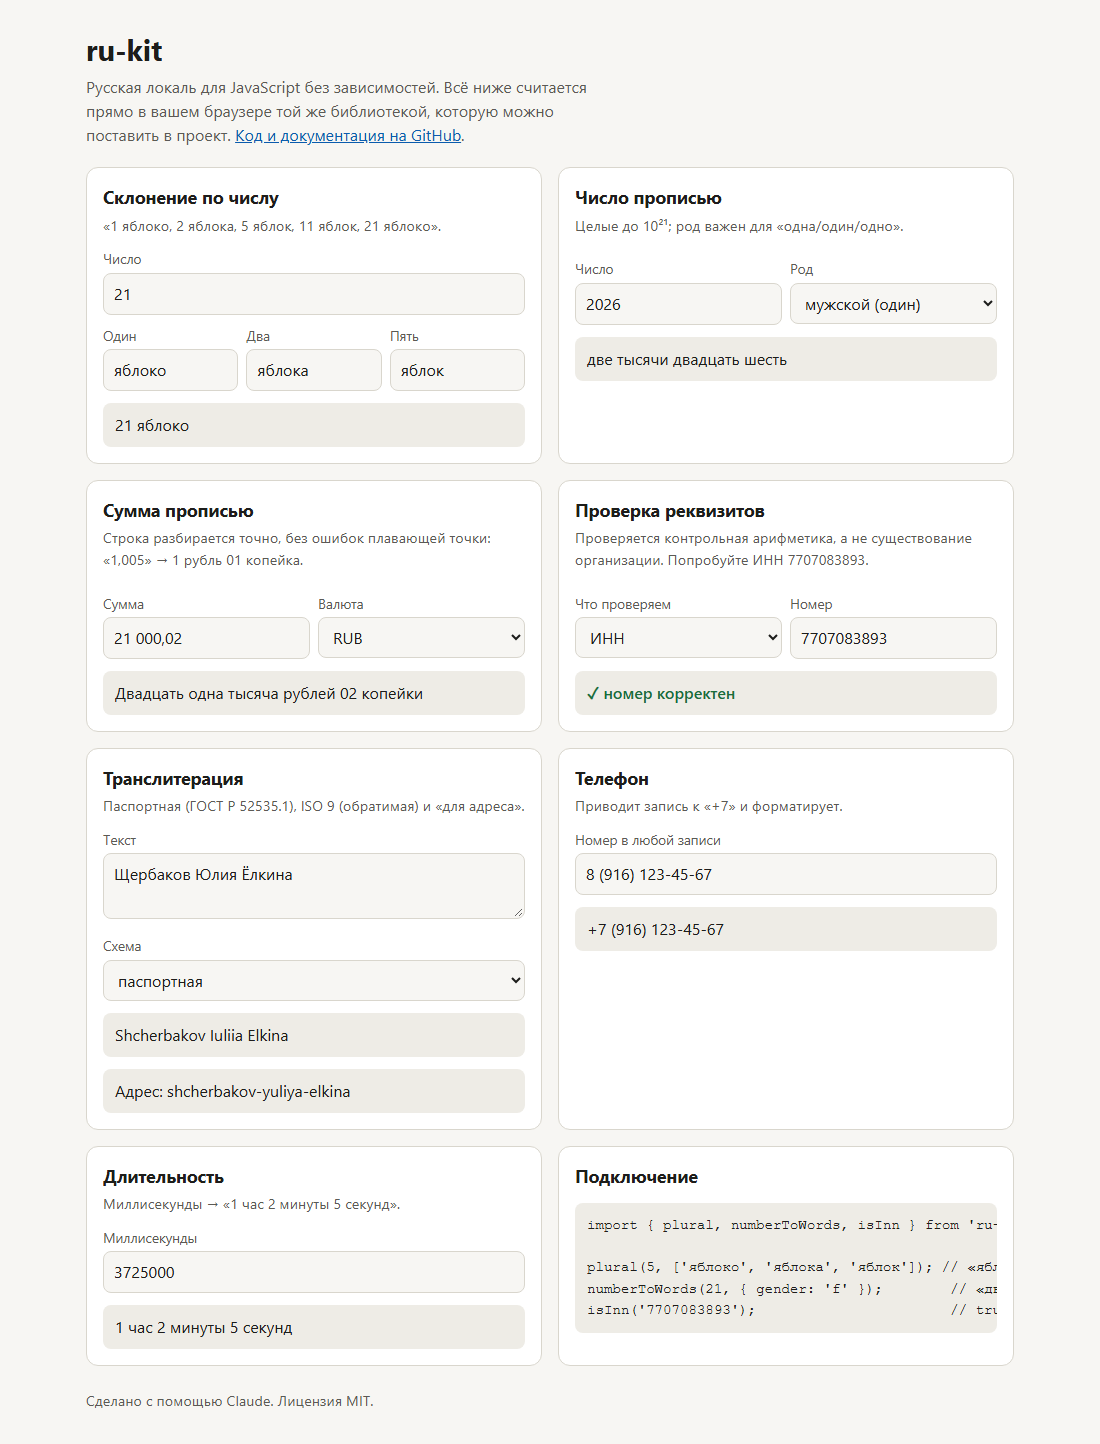 ru-kit
Русская локаль для JavaScript без зависимостей. Всё ниже считается
прямо в вашем браузере той же библиотекой, которую можно
поставить в проект. Код и документация на GitHub.
Склонение по числу
«1 яблоко, 2 яблока, 5 яблок, 11 яблок, 21 яблоко».
Число
21
Один Два Пять
яблоко яблока яблок
21 яблоко
Число прописью
Целые до 10²¹; род важен для «одна/один/одно».
Число Род
2026 мужской (один)
две тысячи двадцать шесть
Сумма прописью
Строка разбирается точно, без ошибок плавающей точки:
«1,005» → 1 рубль 01 копейка.
Сумма Валюта
21 000,02 RUB
Двадцать одна тысяча рублей 02 копейки
Проверка реквизитов
Проверяется контрольная арифметика, а не существование
организации. Попробуйте ИНН 7707083893.
Что проверяем Номер
ИНН 7707083893
✓ номер корректен
Транслитерация
Паспортная (ГОСТ Р 52535.1), ISO 9 (обратимая) и «для адреса».
Текст
Щербаков Юлия Ёлкина
Схема
паспортная
Shcherbakov Iuliia Elkina
Адрес: shcherbakov-yuliya-elkina
Телефон
Приводит запись к «+7» и форматирует.
Номер в любой записи
8 (916) 123-45-67
+7 (916) 123-45-67
Длительность
Миллисекунды → «1 час 2 минуты 5 секунд».
Миллисекунды
3725000
1 час 2 минуты 5 секунд
Подключение
import { plural, numberToWords, isInn } from 'ru-
plural(5, ['яблоко', 'яблока', 'яблок']); // «ябл
numberToWords(21, { gender: 'f' }); // «дв
isInn('7707083893'); // tru
Сделано с помощью Claude. Лицензия MIT.